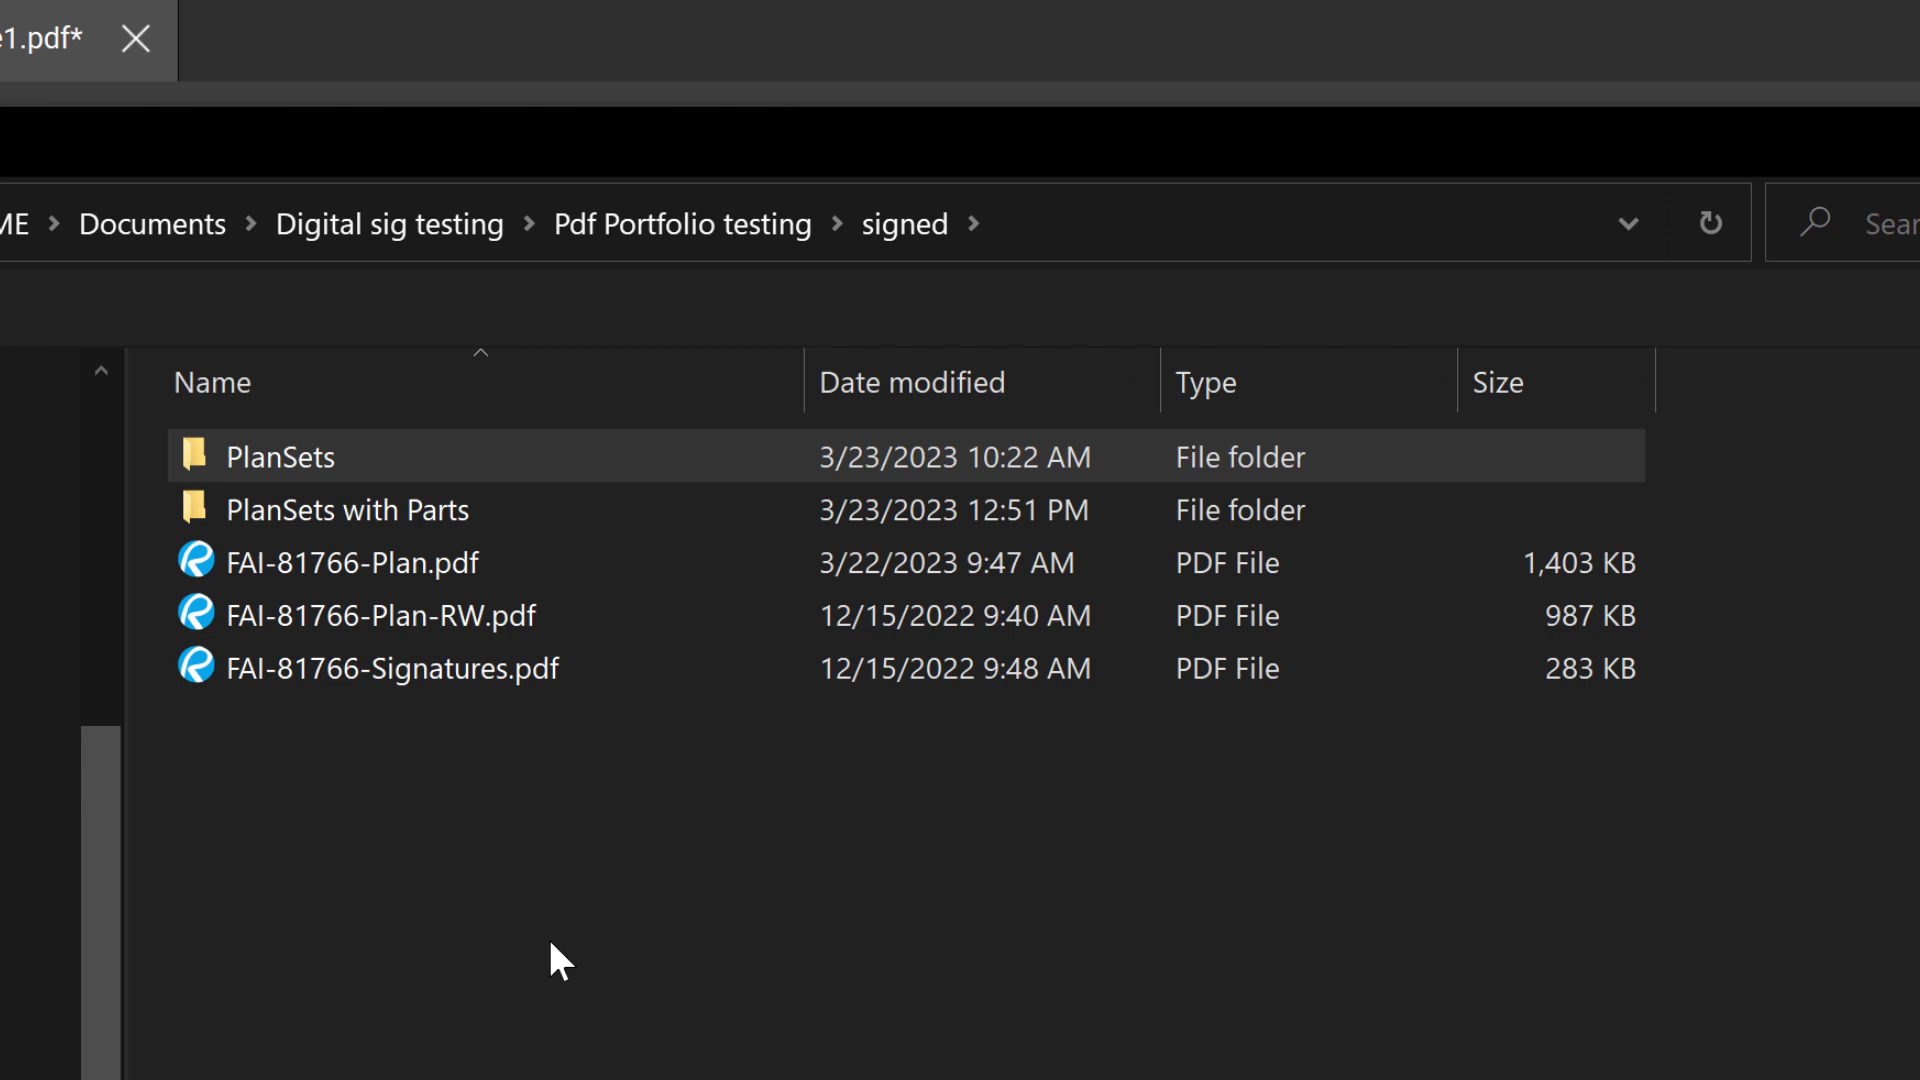 e1.pdf*
ME > Documents > Digital sig testing > Pdf Portfolio testing > signed >
Name Date modified Type Size
PlanSets 3/23/2023 10:22 AM File folder
PlanSets with Parts 3/23/2023 12:51 PM File folder
FAI-81766-Plan.pdf 3/22/2023 9:47 AM PDF File 1,403 KB
FAI-81766-Plan-RW.pdf 12/15/2022 9:40 AM PDF File 987 KB
FAI-81766-Signatures.pdf 12/15/2022 9:48 AM PDF File 283 KB